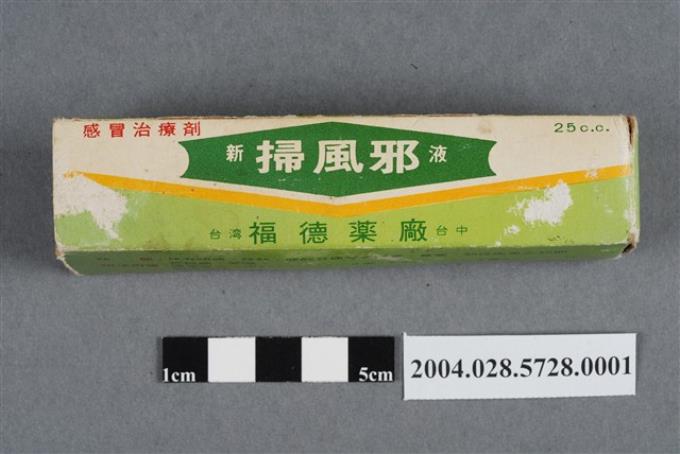 感冒治療剤
25c.c.
新 掃風邪 液
台湾 福德薬廠 台中
1cm 5cm
2004.028.5728.0001